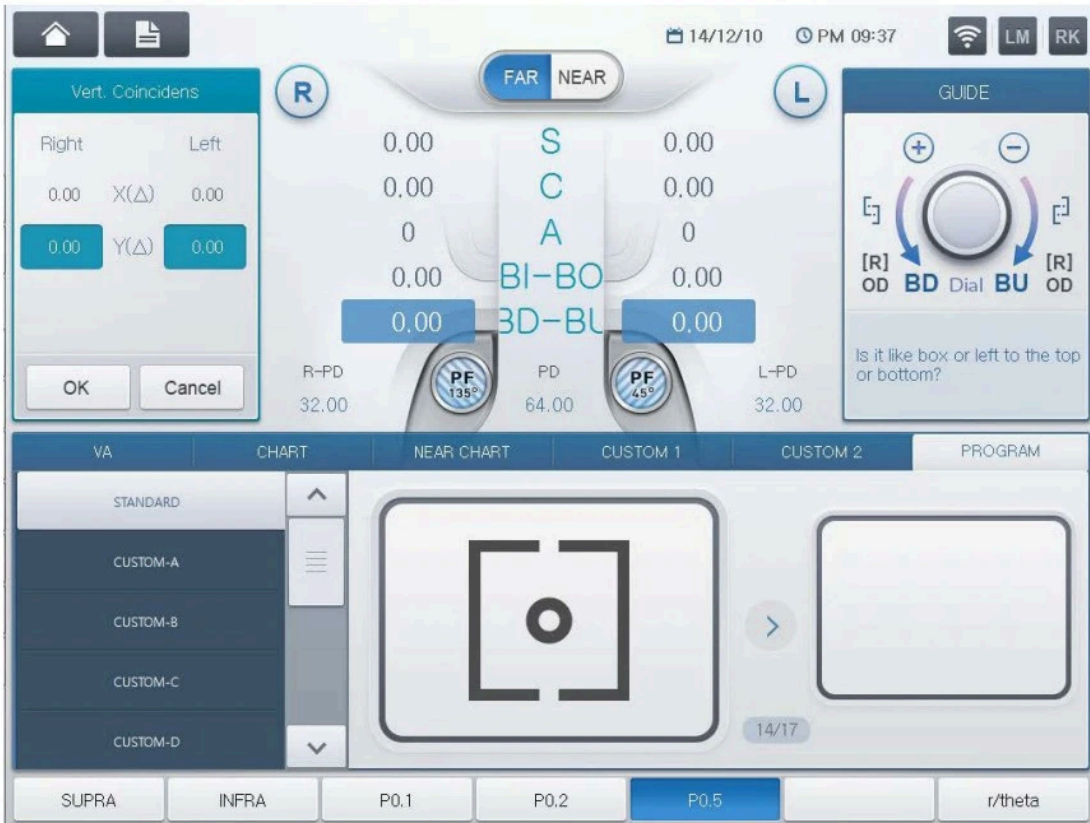 14/12/10 PM 09:37 LM RK
Vert. Coincidens
Right Left
0.00 X(△) 0.00
0.00 Y(△) 0.00
OK Cancel
R L
FAR NEAR
0.00 S 0.00
0.00 C 0.00
0 A 0
0.00 BI-BO 0.00
0.00 BD-BU 0.00
R-PD PF 135° PD PF 45° L-PD
32.00 64.00 32.00
GUIDE
+ −
[R] OD BD Dial BU [R] OD
Is it like box or left to the top
or bottom?
VA CHART NEAR CHART CUSTOM 1 CUSTOM 2 PROGRAM
STANDARD
CUSTOM-A
CUSTOM-B
CUSTOM-C
CUSTOM-D
14/17
SUPRA INFRA P0.1 P0.2 P0.5 r/theta